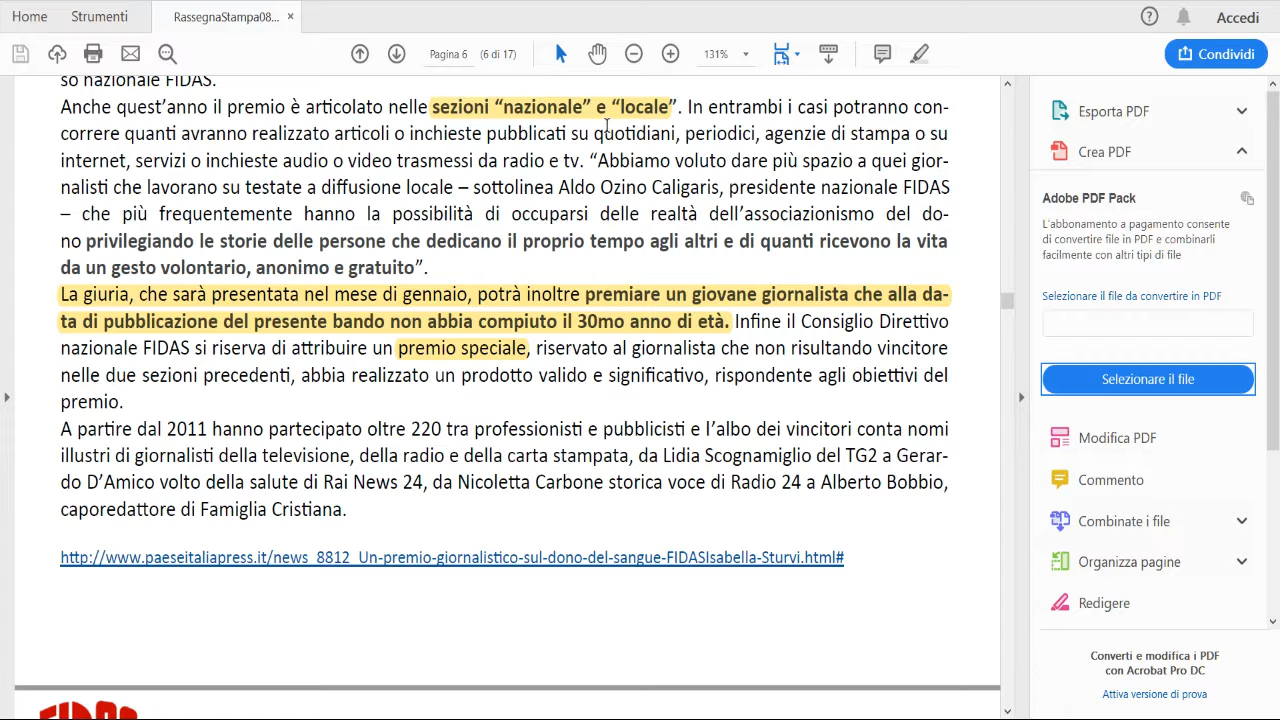 Home Strumenti RassegnaStampa08... × Accedi
Pagina 6 (6 di 17) 131% Condividi
so nazionale FIDAS.
Anche quest’anno il premio è articolato nelle sezioni “nazionale” e “locale”. In entrambi i casi potranno con-
correre quanti avranno realizzato articoli o inchieste pubblicati su quotidiani, periodici, agenzie di stampa o su
internet, servizi o inchieste audio o video trasmessi da radio e tv. “Abbiamo voluto dare più spazio a quei gior-
nalisti che lavorano su testate a diffusione locale – sottolinea Aldo Ozino Caligaris, presidente nazionale FIDAS
– che più frequentemente hanno la possibilità di occuparsi delle realtà dell’associazionismo del do-
no privilegiando le storie delle persone che dedicano il proprio tempo agli altri e di quanti ricevono la vita
da un gesto volontario, anonimo e gratuito”.
La giuria, che sarà presentata nel mese di gennaio, potrà inoltre premiare un giovane giornalista che alla da-
ta di pubblicazione del presente bando non abbia compiuto il 30mo anno di età. Infine il Consiglio Direttivo
nazionale FIDAS si riserva di attribuire un premio speciale, riservato al giornalista che non risultando vincitore
nelle due sezioni precedenti, abbia realizzato un prodotto valido e significativo, rispondente agli obiettivi del
premio.
A partire dal 2011 hanno partecipato oltre 220 tra professionisti e pubblicisti e l’albo dei vincitori conta nomi
illustri di giornalisti della televisione, della radio e della carta stampata, da Lidia Scognamiglio del TG2 a Gerar-
do D’Amico volto della salute di Rai News 24, da Nicoletta Carbone storica voce di Radio 24 a Alberto Bobbio,
caporedattore di Famiglia Cristiana.
http://www.paeseitaliapress.it/news_8812_Un-premio-giornalistico-sul-dono-del-sangue-FIDASIsabella-Sturvi.html#
FIDAS
Esporta PDF
Crea PDF
Adobe PDF Pack
L'abbonamento a pagamento consente
di convertire file in PDF e combinarli
facilmente con altri tipi di file
Selezionare il file da convertire in PDF
Selezionare il file
Modifica PDF
Commento
Combinate i file
Organizza pagine
Redigere
Converti e modifica i PDF
con Acrobat Pro DC
Attiva versione di prova